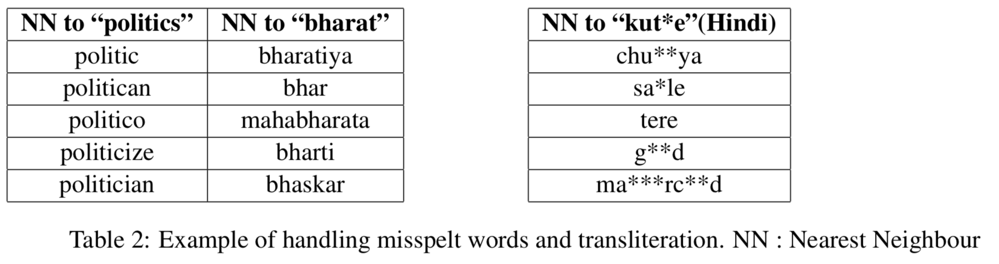 NN to “politics” NN to “bharat” NN to “kut*e”(Hindi)
politic bharatiya chu**ya
politican bhar sa*le
politico mahabharata tere
politicize bharti g**d
politician bhaskar ma***rc**d
Table 2: Example of handling misspelt words and transliteration. NN : Nearest Neighbour